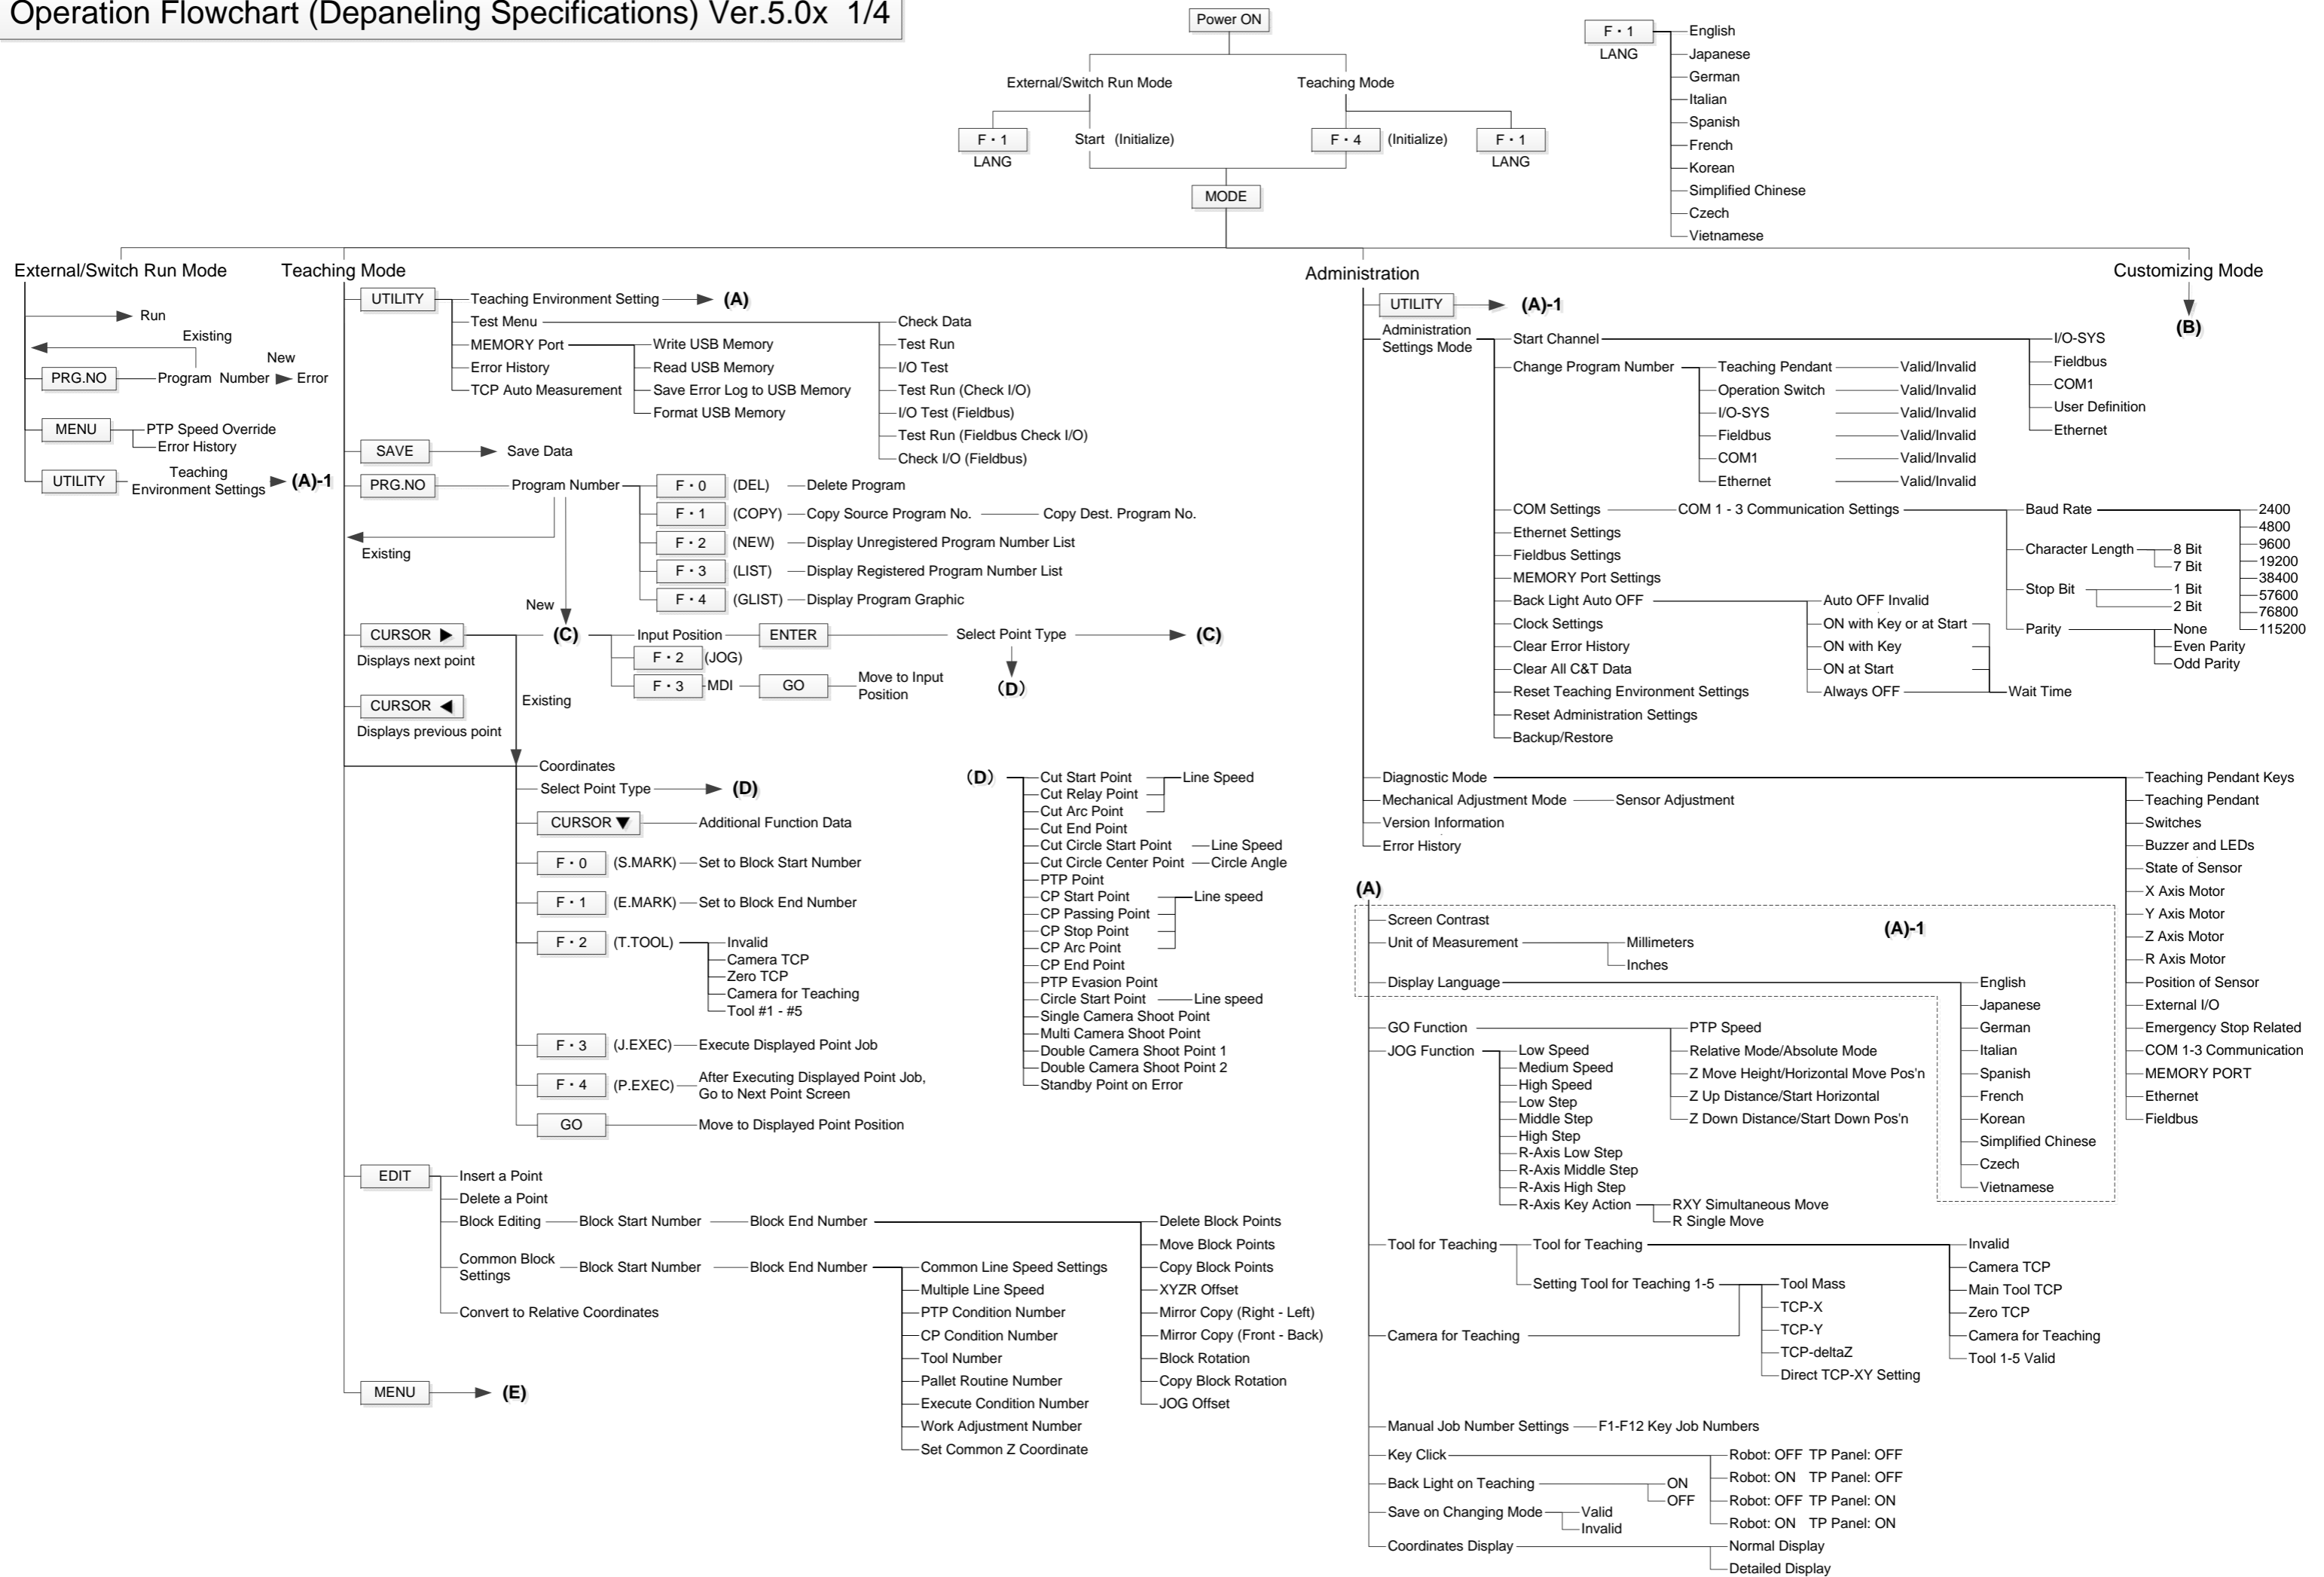 Operation Flowchart (Depaneling Specifications) Ver.5.0x 1/4
Power ON
External/Switch Run Mode
Teaching Mode
F・1
LANG
Start (Initialize)
F・4 (Initialize)
F・1
LANG
MODE
F・1
LANG
English
Japanese
German
Italian
Spanish
French
Korean
Simplified Chinese
Czech
Vietnamese
External/Switch Run Mode
Run
Existing
New
PRG.NO
Program Number
Error
MENU
PTP Speed Override
Error History
UTILITY
Teaching
Environment Settings
(A)-1
Teaching Mode
UTILITY
Teaching Environment Setting
(A)
Test Menu
MEMORY Port
Error History
TCP Auto Measurement
Write USB Memory
Read USB Memory
Save Error Log to USB Memory
Format USB Memory
Check Data
Test Run
I/O Test
Test Run (Check I/O)
I/O Test (Fieldbus)
Test Run (Fieldbus Check I/O)
Check I/O (Fieldbus)
SAVE
Save Data
PRG.NO
Program Number
F・0 (DEL) Delete Program
F・1 (COPY) Copy Source Program No. Copy Dest. Program No.
F・2 (NEW) Display Unregistered Program Number List
F・3 (LIST) Display Registered Program Number List
F・4 (GLIST) Display Program Graphic
Existing
New
CURSOR ▶
Displays next point
(C)
Input Position
ENTER
Select Point Type
(C)
F・2 (JOG)
F・3 MDI
GO
Move to Input
Position
(D)
CURSOR ◀
Displays previous point
Existing
Coordinates
Select Point Type
(D)
CURSOR ▼
Additional Function Data
F・0 (S.MARK) Set to Block Start Number
F・1 (E.MARK) Set to Block End Number
F・2 (T.TOOL)
Invalid
Camera TCP
Zero TCP
Camera for Teaching
Tool #1 - #5
F・3 (J.EXEC) Execute Displayed Point Job
F・4 (P.EXEC)
After Executing Displayed Point Job,
Go to Next Point Screen
GO
Move to Displayed Point Position
(D)
Cut Start Point
Line Speed
Cut Relay Point
Cut Arc Point
Cut End Point
Cut Circle Start Point Line Speed
Cut Circle Center Point Circle Angle
PTP Point
CP Start Point
Line speed
CP Passing Point
CP Stop Point
CP Arc Point
CP End Point
PTP Evasion Point
Circle Start Point Line speed
Single Camera Shoot Point
Multi Camera Shoot Point
Double Camera Shoot Point 1
Double Camera Shoot Point 2
Standby Point on Error
EDIT
Insert a Point
Delete a Point
Block Editing Block Start Number Block End Number
Delete Block Points
Move Block Points
Copy Block Points
XYZR Offset
Mirror Copy (Right - Left)
Mirror Copy (Front - Back)
Block Rotation
Copy Block Rotation
JOG Offset
Common Block
Settings
Block Start Number Block End Number
Common Line Speed Settings
Multiple Line Speed
PTP Condition Number
CP Condition Number
Tool Number
Pallet Routine Number
Execute Condition Number
Work Adjustment Number
Set Common Z Coordinate
Convert to Relative Coordinates
MENU
(E)
Administration
UTILITY
(A)-1
Administration
Settings Mode
Start Channel
I/O-SYS
Fieldbus
COM1
User Definition
Ethernet
Change Program Number
Teaching Pendant Valid/Invalid
Operation Switch Valid/Invalid
I/O-SYS Valid/Invalid
Fieldbus Valid/Invalid
COM1 Valid/Invalid
Ethernet Valid/Invalid
COM Settings COM 1 - 3 Communication Settings
Baud Rate
2400
4800
9600
19200
38400
57600
76800
115200
Character Length
8 Bit
7 Bit
Stop Bit
1 Bit
2 Bit
Parity
None
Even Parity
Odd Parity
Ethernet Settings
Fieldbus Settings
MEMORY Port Settings
Back Light Auto OFF
Auto OFF Invalid
ON with Key or at Start
ON with Key
ON at Start
Always OFF
Wait Time
Clock Settings
Clear Error History
Clear All C&T Data
Reset Teaching Environment Settings
Reset Administration Settings
Backup/Restore
Diagnostic Mode
Mechanical Adjustment Mode Sensor Adjustment
Version Information
Error History
Teaching Pendant Keys
Teaching Pendant
Switches
Buzzer and LEDs
State of Sensor
X Axis Motor
Y Axis Motor
Z Axis Motor
R Axis Motor
Position of Sensor
External I/O
Emergency Stop Related
COM 1-3 Communication
MEMORY PORT
Ethernet
Fieldbus
Customizing Mode
(B)
(A)
(A)-1
Screen Contrast
Unit of Measurement
Millimeters
Inches
Display Language
English
Japanese
German
Italian
Spanish
French
Korean
Simplified Chinese
Czech
Vietnamese
GO Function
PTP Speed
Relative Mode/Absolute Mode
Z Move Height/Horizontal Move Pos'n
Z Up Distance/Start Horizontal
Z Down Distance/Start Down Pos'n
JOG Function
Low Speed
Medium Speed
High Speed
Low Step
Middle Step
High Step
R-Axis Low Step
R-Axis Middle Step
R-Axis High Step
R-Axis Key Action
RXY Simultaneous Move
R Single Move
Tool for Teaching Tool for Teaching
Invalid
Camera TCP
Main Tool TCP
Zero TCP
Camera for Teaching
Tool 1-5 Valid
Setting Tool for Teaching 1-5
Tool Mass
TCP-X
TCP-Y
TCP-deltaZ
Direct TCP-XY Setting
Camera for Teaching
Manual Job Number Settings F1-F12 Key Job Numbers
Key Click
Robot: OFF TP Panel: OFF
Robot: ON TP Panel: OFF
Robot: OFF TP Panel: ON
Robot: ON TP Panel: ON
Back Light on Teaching
ON
OFF
Save on Changing Mode
Valid
Invalid
Coordinates Display
Normal Display
Detailed Display